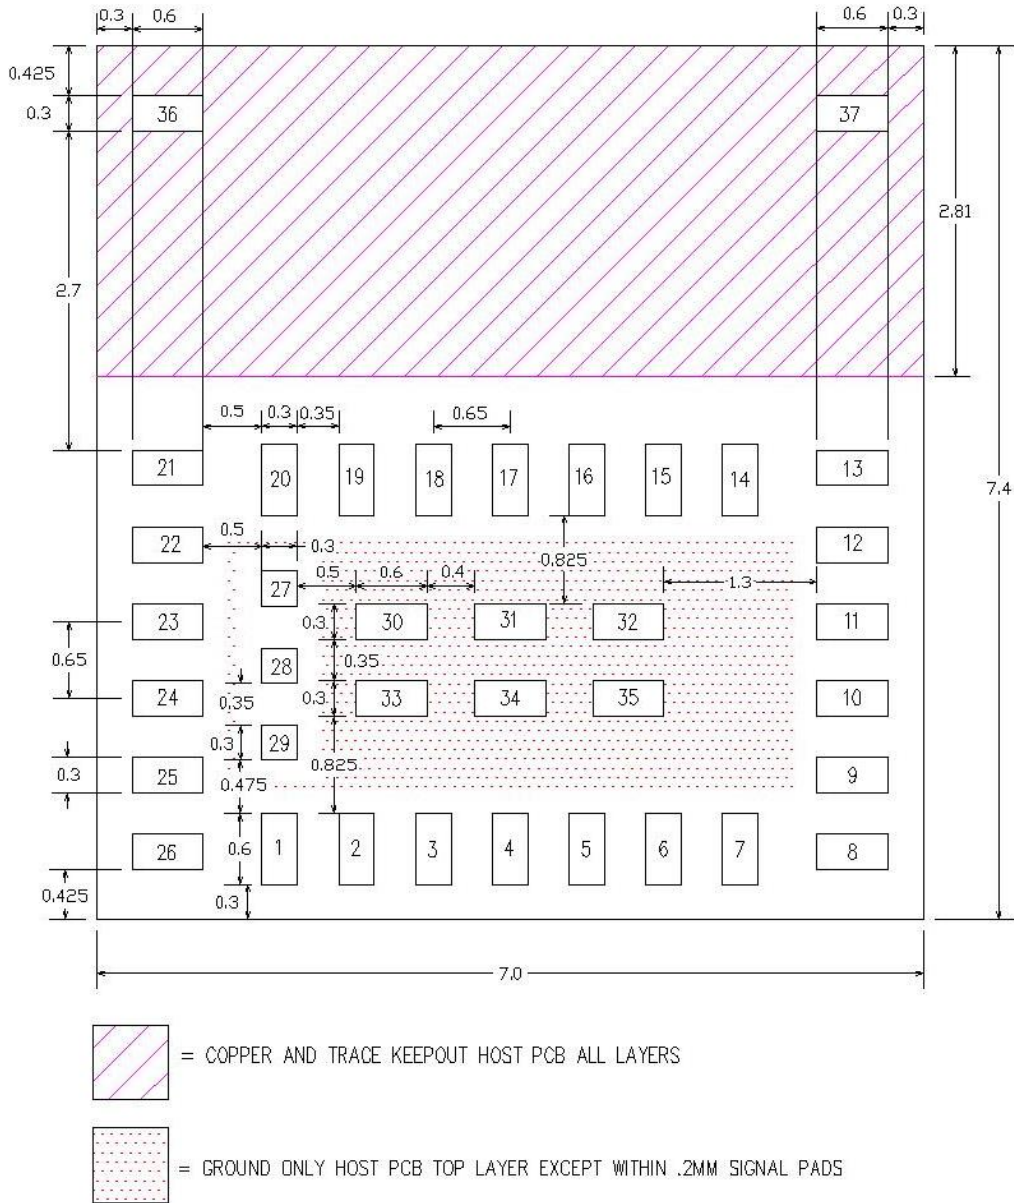 0.3 0.6 0.6 0.3
0.425
0.3 36 37
2.81
2.7
0.5 0.3 0.35 0.65
21 20 19 18 17 16 15 14 13
7.4
22 0.5 0.3 0.825 12
27 0.5 0.6 0.4 1.3
23 0.3 30 31 32 11
0.65 28 0.35
24 0.35 0.3 33 34 35 10
0.3 29
0.3 25 0.475 0.825 9
26 0.6 1 2 3 4 5 6 7 8
0.425 0.3
7.0
= COPPER AND TRACE KEEPOUT HOST PCB ALL LAYERS
= GROUND ONLY HOST PCB TOP LAYER EXCEPT WITHIN .2MM SIGNAL PADS